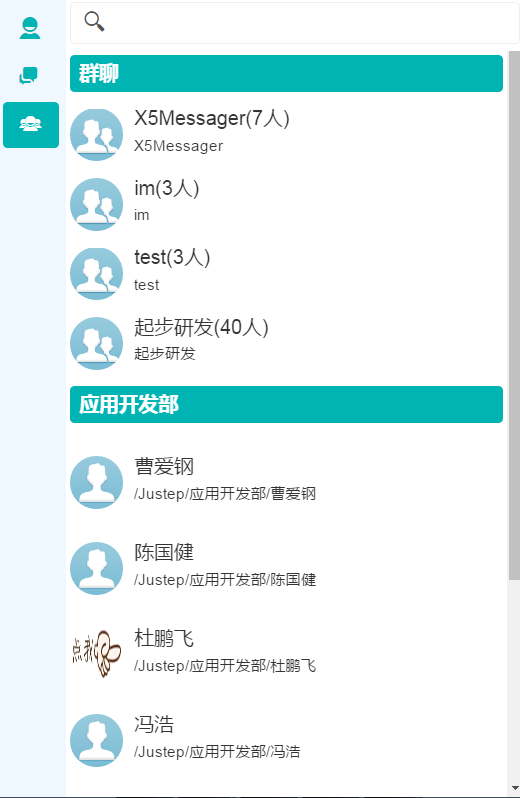 群聊
X5Messager(7人)
X5Messager
im(3人)
im
test(3人)
test
起步研发(40人)
起步研发
应用开发部
曹爱钢
/Justep/应用开发部/曹爱钢
陈国健
/Justep/应用开发部/陈国健
点我
杜鹏飞
/Justep/应用开发部/杜鹏飞
冯浩
/Justep/应用开发部/冯浩